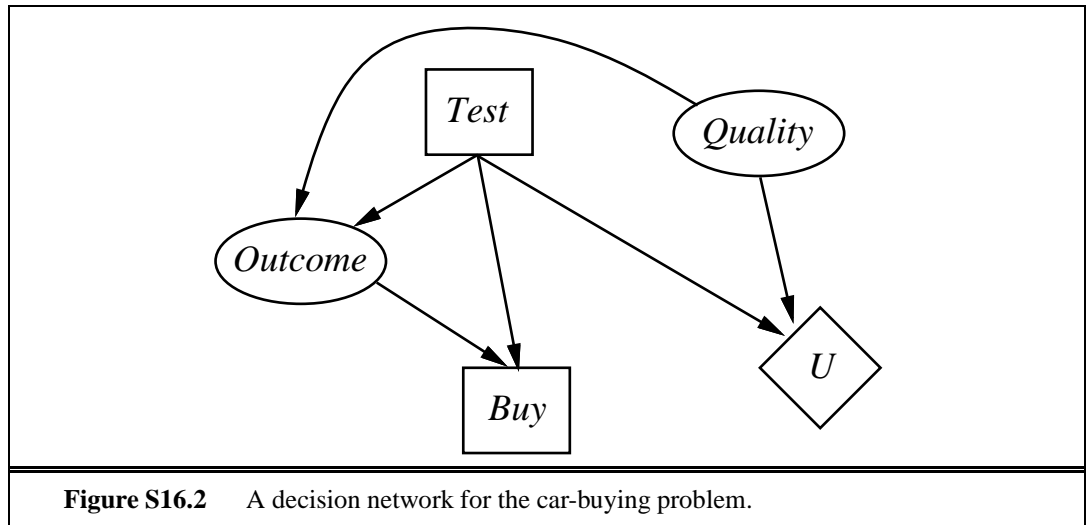 Test
Quality
Outcome
U
Buy
Figure S16.2 A decision network for the car-buying problem.